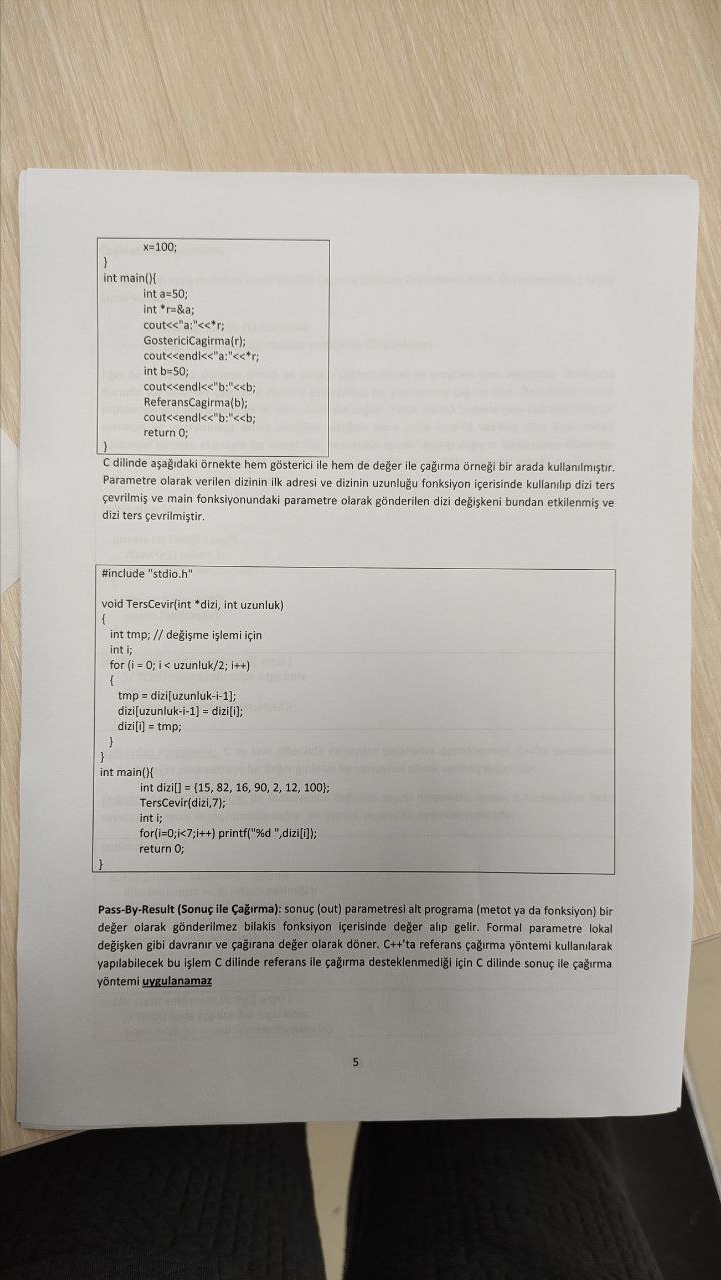 x=100;
}
int main(){
int a=50;
int *r=&a;
cout<<"a:"<<*r;
GostericiCagirma(r);
cout<<endl<<"a:"<<*r;
int b=50;
cout<<endl<<"b:"<<b;
ReferansCagirma(b);
cout<<endl<<"b:"<<b;
return 0;
}
C dilinde aşağıdaki örnekte hem gösterici ile hem de değer ile çağırma örneği bir arada kullanılmıştır.
Parametre olarak verilen dizinin ilk adresi ve dizinin uzunluğu fonksiyon içerisinde kullanılıp dizi ters
çevrilmiş ve main fonksiyonundaki parametre olarak gönderilen dizi değişkeni bundan etkilenmiş ve
dizi ters çevrilmiştir.
#include "stdio.h"
void TersCevir(int *dizi, int uzunluk)
{
int tmp; // değişme işlemi için
int i;
for (i = 0; i < uzunluk/2; i++)
{
tmp = dizi[uzunluk-i-1];
dizi[uzunluk-i-1] = dizi[i];
dizi[i] = tmp;
}
}
int main(){
int dizi[] = {15, 82, 16, 90, 2, 12, 100};
TersCevir(dizi,7);
int i;
for(i=0;i<7;i++) printf("%d ",dizi[i]);
return 0;
}
Pass-By-Result (Sonuç ile Çağırma): sonuç (out) parametresi alt programa (metot ya da fonksiyon) bir
değer olarak gönderilmez bilakis fonksiyon içerisinde değer alıp gelir. Formal parametre lokal
değişken gibi davranır ve çağırana değer olarak döner. C++'ta referans çağırma yöntemi kullanılarak
yapılabilecek bu işlem C dilinde referans ile çağırma desteklenmediği için C dilinde sonuç ile çağırma
yöntemi uygulanamaz
5